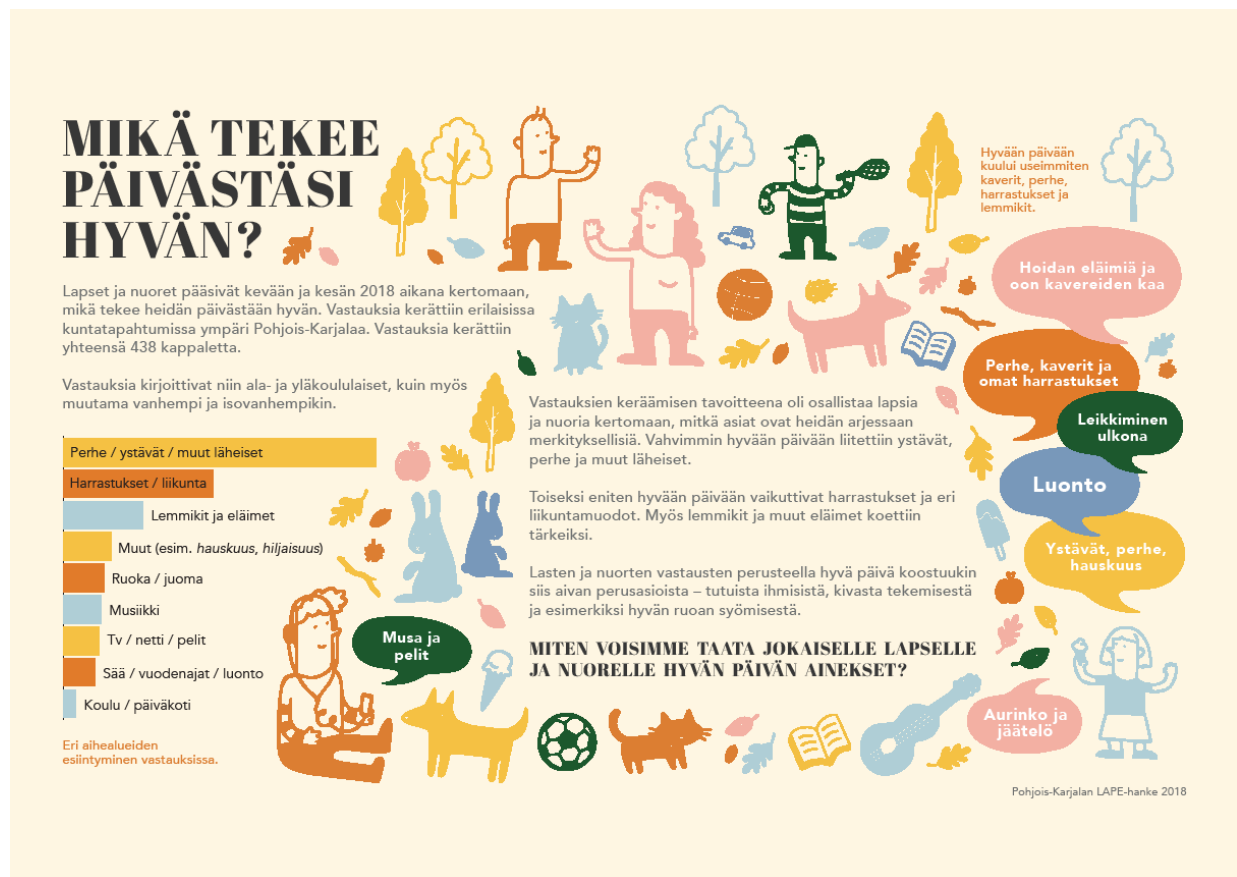 MIKÄ TEKEE
PÄIVÄSTÄSI
HYVÄN?
Lapset ja nuoret pääsivät kevään ja kesän 2018 aikana kertomaan,
mikä tekee heidän päivästään hyvän. Vastauksia kerättiin erilaisissa
kuntatapahtumissa ympäri Pohjois-Karjalaa. Vastauksia kerättiin
yhteensä 438 kappaletta.
Vastauksia kirjoittivat niin ala- ja yläkoululaiset, kuin myös
muutama vanhempi ja isovanhempikin.
Perhe / ystävät / muut läheiset
Harrastukset / liikunta
Lemmikit ja eläimet
Muut (esim. hauskuus, hiljaisuus)
Ruoka / juoma
Musiikki
Tv / netti / pelit
Sää / vuodenajat / luonto
Koulu / päiväkoti
Eri aihealueiden
esiintyminen vastauksissa.
Musa ja
pelit
Vastauksien keräämisen tavoitteena oli osallistaa lapsia
ja nuoria kertomaan, mitkä asiat ovat heidän arjessaan
merkityksellisiä. Vahvimmin hyvään päivään liitettiin ystävät,
perhe ja muut läheiset.
Toiseksi eniten hyvään päivään vaikuttivat harrastukset ja eri
liikuntamuodot. Myös lemmikit ja muut eläimet koettiin
tärkeiksi.
Lasten ja nuorten vastausten perusteella hyvä päivä koostuukin
siis aivan perusasioista – tutuista ihmisistä, kivasta tekemisestä
ja esimerkiksi hyvän ruoan syömisestä.
MITEN VOISIMME TAATA JOKAISELLE LAPSELLE
JA NUORELLE HYVÄN PÄIVÄN AINEKSET?
Hyvään päivään
kuului useimmiten
kaverit, perhe,
harrastukset ja
lemmikit.
Hoidan eläimiä ja
oon kavereiden kaa
Perhe, kaverit ja
omat harrastukset
Leikkiminen
ulkona
Luonto
Ystävät, perhe,
hauskuus
Aurinko ja
jäätelö
Pohjois-Karjalan LAPE-hanke 2018